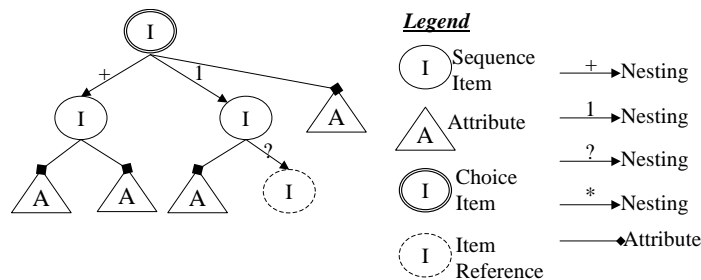 I
+
1
I
I
A
?
A
A
A
I
Legend
I
Sequence
Item
A
Attribute
I
Choice
Item
I
Item
Reference
+
Nesting
1
Nesting
?
Nesting
*
Nesting
Attribute